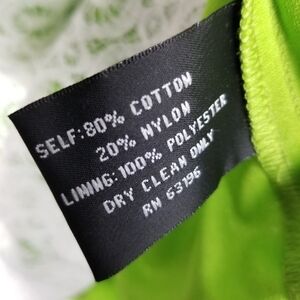 SELF:80% COTTON
20% NYLON
LINING:100% POLYESTER
DRY CLEAN ONLY
RN 63196